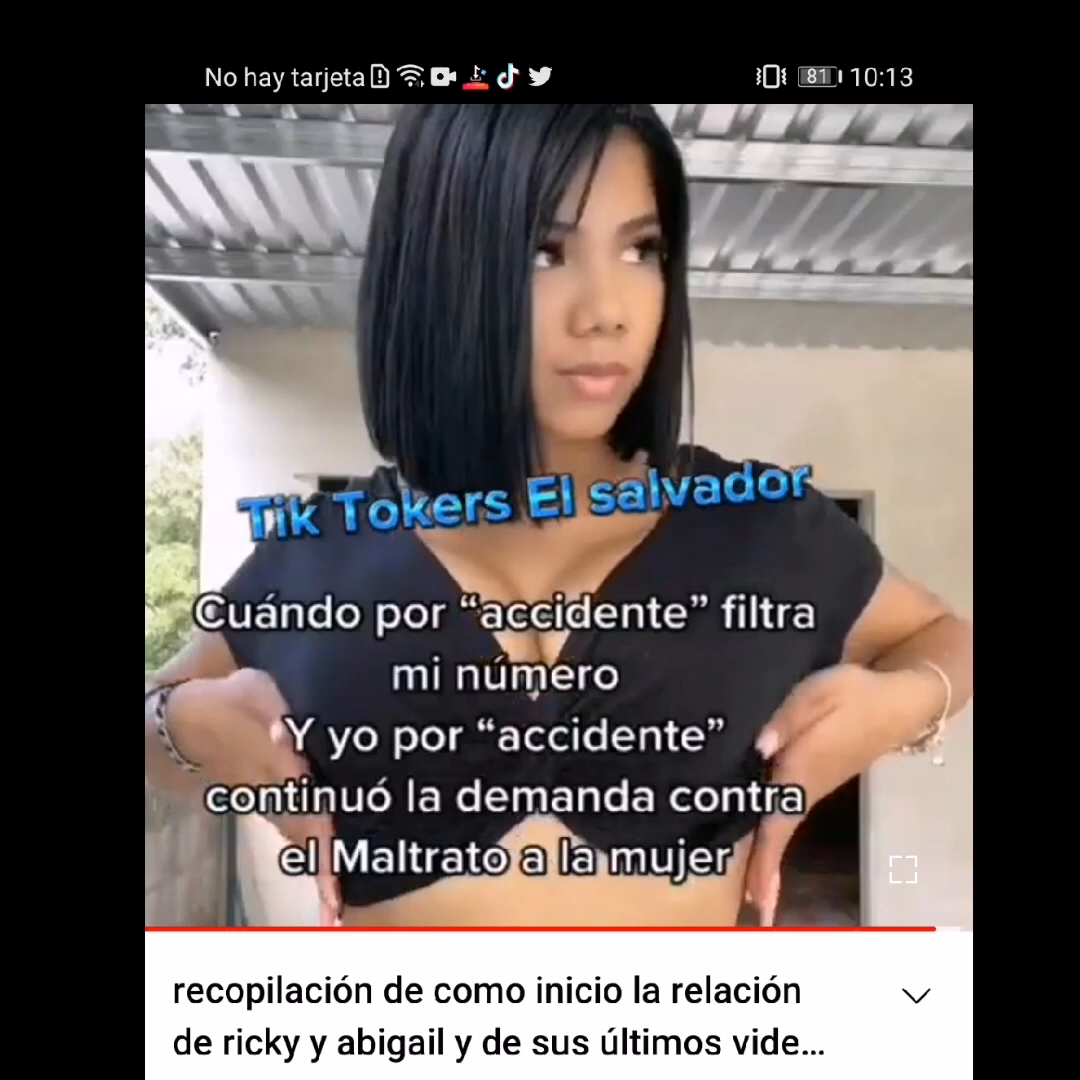 No hay tarjeta 81 10:13
Tik Tokers El salvador
Cuándo por “accidente” filtra
mi número
Y yo por “accidente”
continuó la demanda contra
el Maltrato a la mujer
recopilación de como inicio la relación
de ricky y abigail y de sus últimos vide...